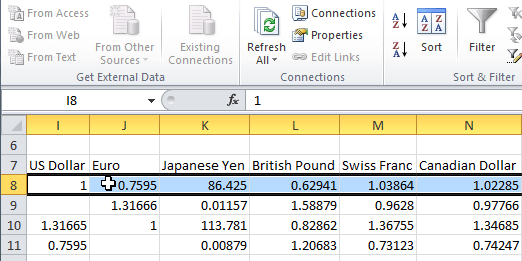 From Access
From Web
From Text
From Other Sources
Existing Connections
Get External Data
Refresh All
Connections
Properties
Edit Links
Connections
A Z
Z A
A Z Z A
Sort
Filter
Sort & Filter
I8 fx 1
I J K L M N
6
7 US Dollar Euro Japanese Yen British Pound Swiss Franc Canadian Dollar
8 1 0.7595 86.425 0.62941 1.03864 1.02285
9 1.31666 0.01157 1.58879 0.9628 0.97766
10 1.31665 1 113.781 0.82862 1.36755 1.34685
11 0.7595 0.00879 1.20683 0.73123 0.74247